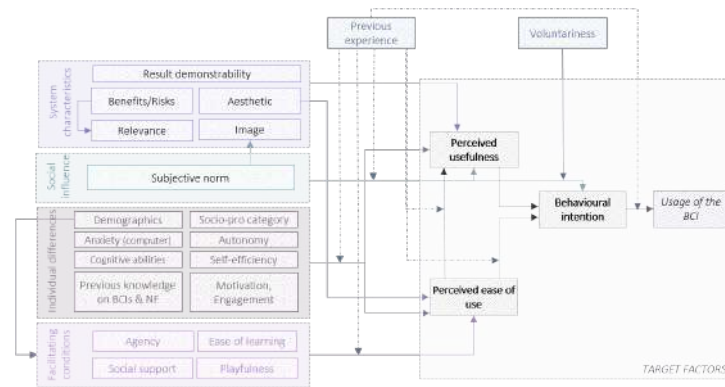 Previous
experience
Voluntariness
System
characteristics
Result demonstrability
Benefits/Risks
Aesthetic
Relevance
Image
Social
influence
Subjective norm
Individual differences
Demographics
Socio-pro category
Anxiety (computer)
Autonomy
Cognitive abilities
Self-efficiency
Previous knowledge
on BCIs & NF
Motivation,
Engagement
Facilitating
conditions
Agency
Ease of learning
Social support
Playfulness
Perceived
usefulness
Perceived ease of
use
Behavioural
intention
Usage of the
BCI
TARGET FACTORS